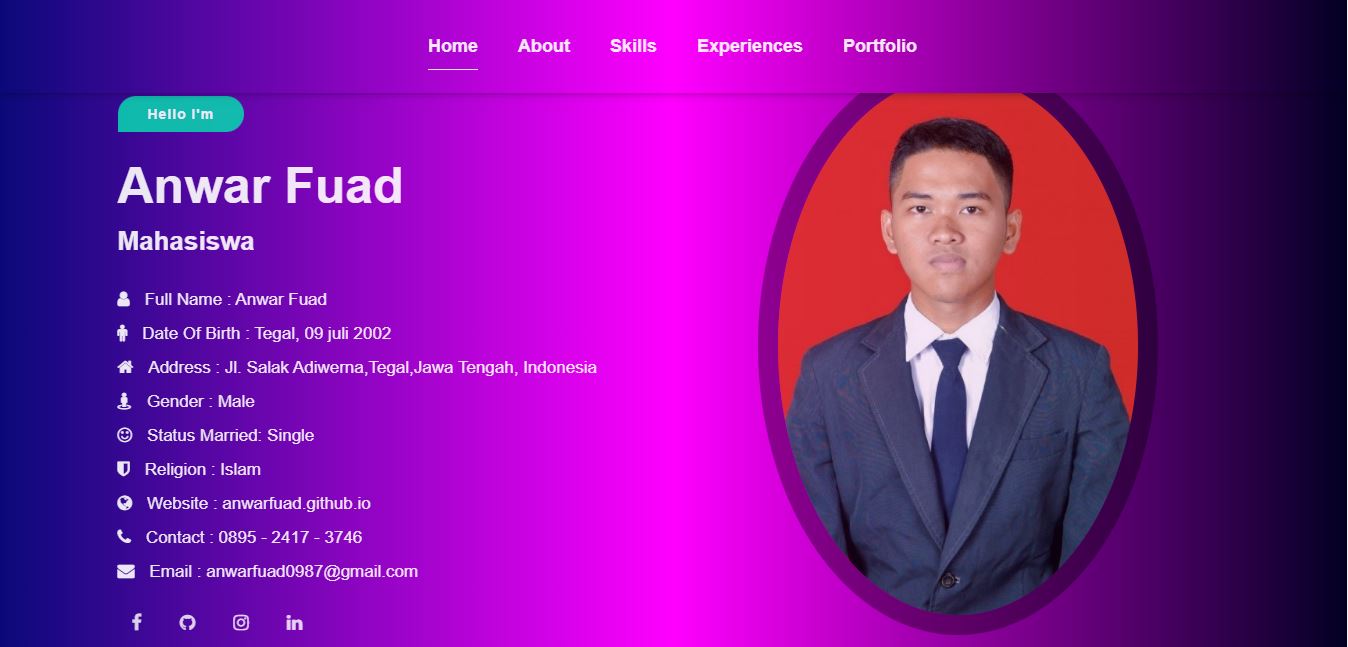 Home About Skills Experiences Portfolio
Hello I'm
Anwar Fuad
Mahasiswa
Full Name : Anwar Fuad
Date Of Birth : Tegal, 09 juli 2002
Address : Jl. Salak Adiwerna,Tegal,Jawa Tengah, Indonesia
Gender : Male
Status Married: Single
Religion : Islam
Website : anwarfuad.github.io
Contact : 0895 - 2417 - 3746
Email : anwarfuad0987@gmail.com